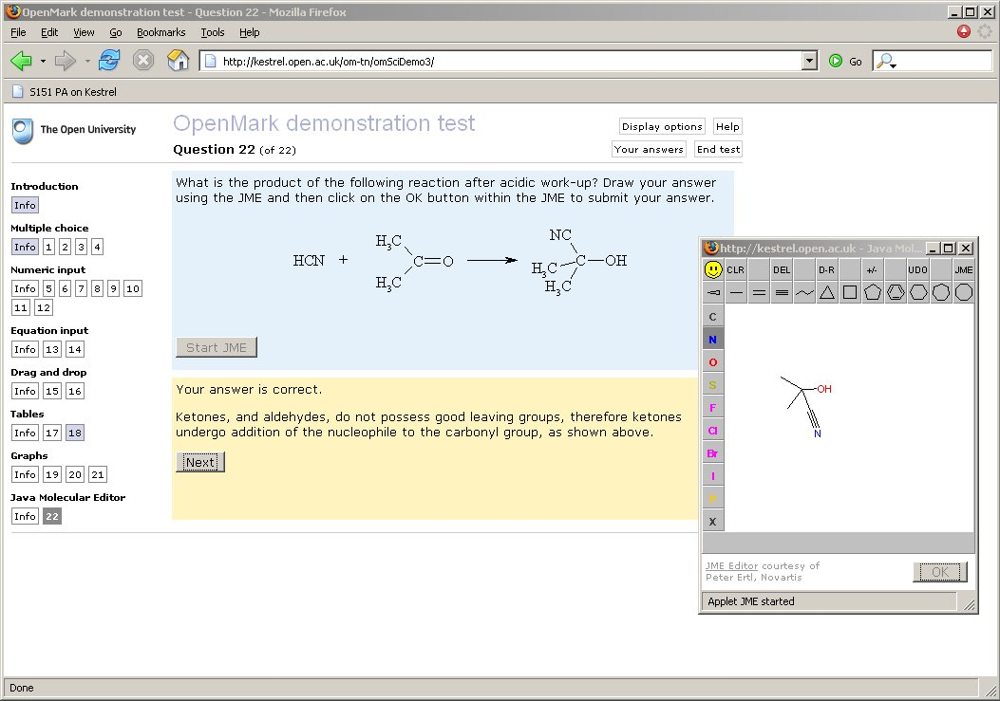 OpenMark demonstration test - Question 22 - Mozilla Firefox
File Edit View Go Bookmarks Tools Help
http://kestrel.open.ac.uk/om-tn/omSciDemo3/ Go
S151 PA on Kestrel
The Open University
OpenMark demonstration test
Question 22 (of 22)
Display options Help
Your answers End test
Introduction
Info
Multiple choice
Info 1 2 3 4
Numeric input
Info 5 6 7 8 9 10
11 12
Equation input
Info 13 14
Drag and drop
Info 15 16
Tables
Info 17 18
Graphs
Info 19 20 21
Java Molecular Editor
Info 22
What is the product of the following reaction after acidic work-up? Draw your answer
using the JME and then click on the OK button within the JME to submit your answer.
NC
H3C
HCN + C=O C OH
H3C
H3C
H3C
Start JME
Your answer is correct.
Ketones, and aldehydes, do not possess good leaving groups, therefore ketones
undergo addition of the nucleophile to the carbonyl group, as shown above.
Next
http://kestrel.open.ac.uk - Java Mol...
CLR DEL D-R +/- UDO JME
C
N
O
S
F
Cl
Br
I
P
X
OH
N
JME Editor courtesy of
Peter Ertl, Novartis
OK
Applet JME started
Done